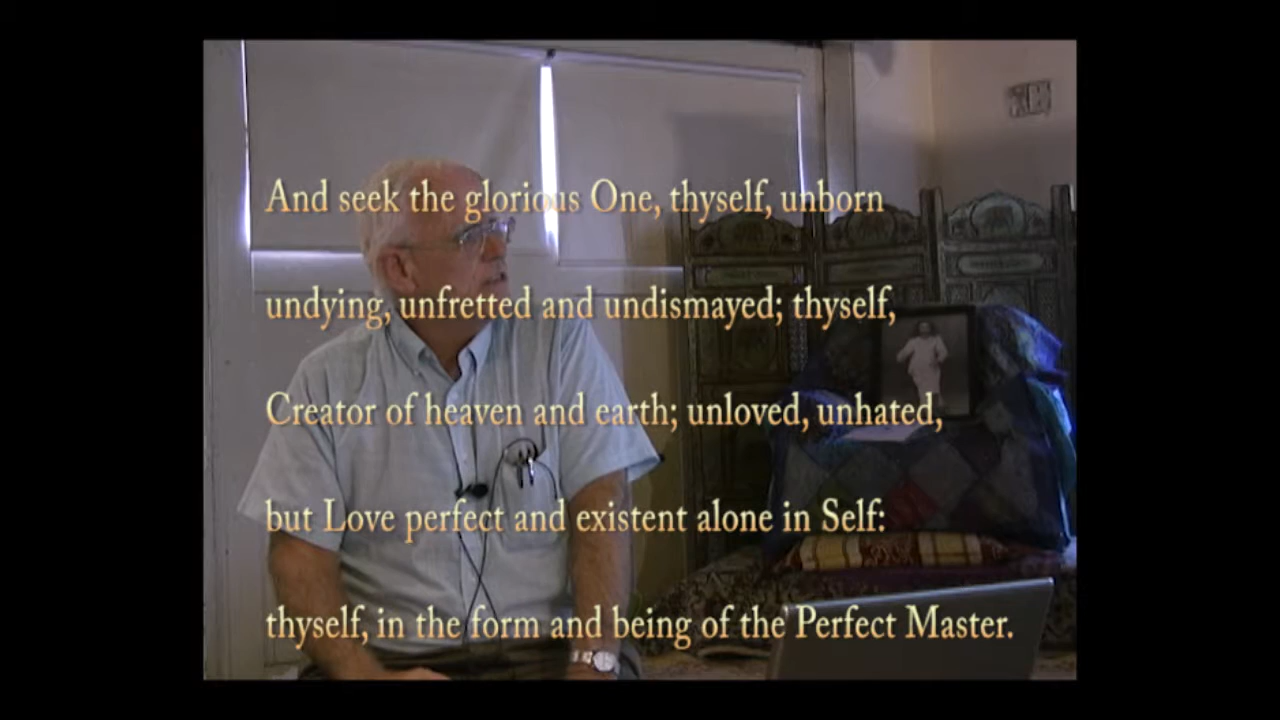 And seek the glorious One, thyself, unborn
undying, unfretted and undismayed; thyself,
Creator of heaven and earth; unloved, unhated,
but Love perfect and existent alone in Self:
thyself, in the form and being of the Perfect Master.